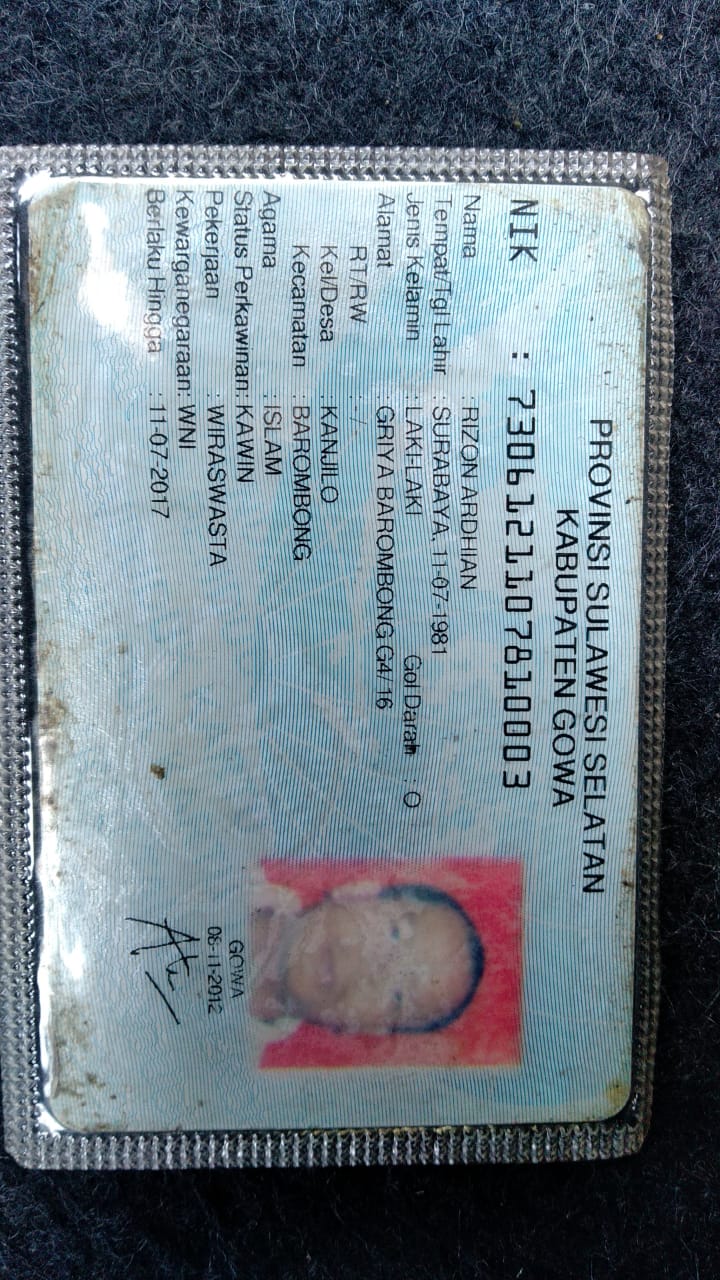 PROVINSI SULAWESI SELATAN
KABUPATEN GOWA
NIK : 7306121107810003
Nama : RIZON ARDHIAN
Tempat/Tgl Lahir : SURABAYA, 11-07-1981
Jenis Kelamin : LAKI-LAKI Gol Darah : O
Alamat : GRIYA BAROMBONG G4/ 16
RT/RW : - / -
Kel/Desa : KANJILO
Kecamatan : BAROMBONG
Agama : ISLAM
Status Perkawinan: KAWIN
Pekerjaan : WIRASWASTA
Kewarganegaraan: WNI
Berlaku Hingga : 11-07-2017
GOWA
08-11-2012